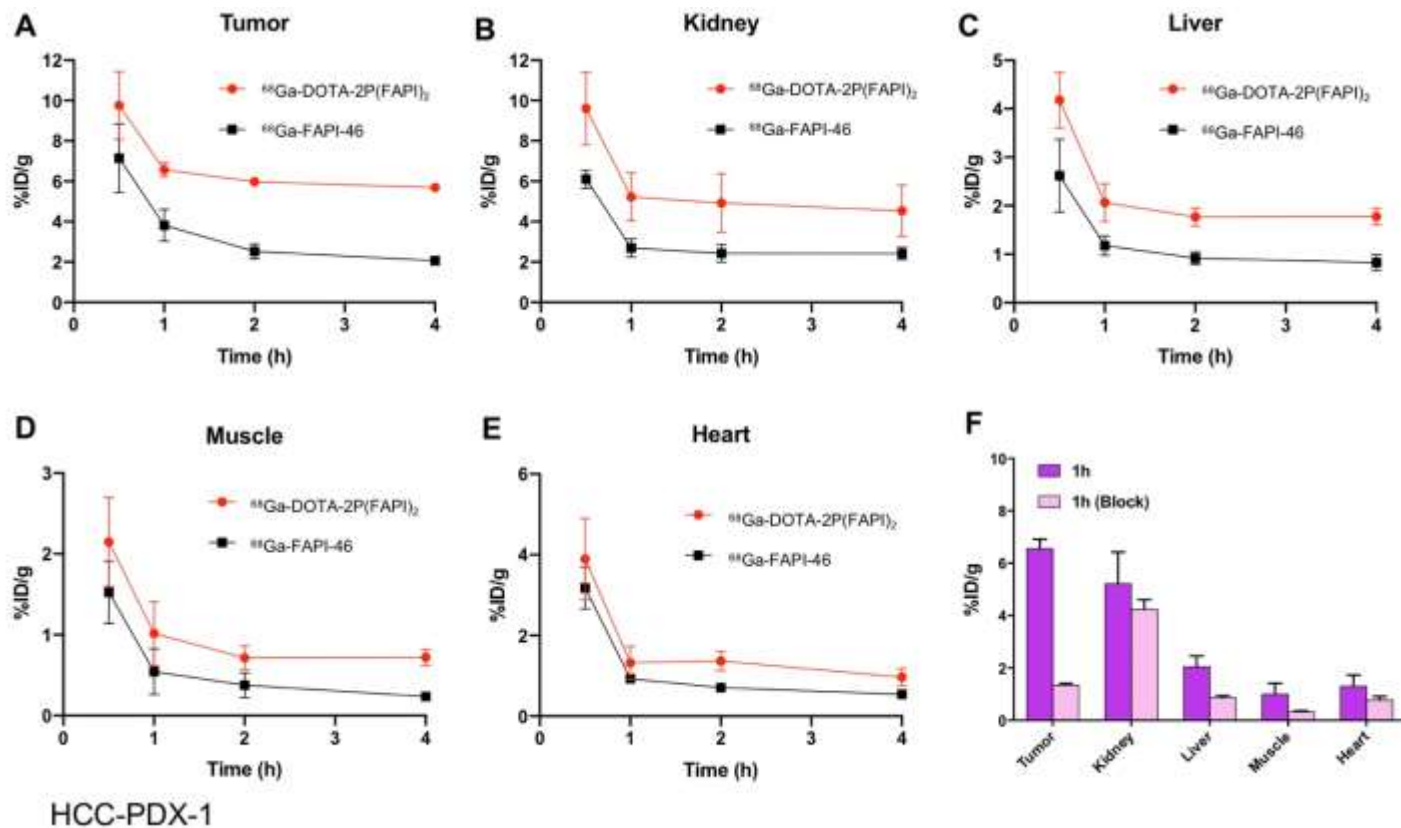 A
Tumor
12
10
8
6
4
2
0
%ID/g
⁶⁸Ga-DOTA-2P(FAPI)₂
⁶⁸Ga-FAPI-46
0 1 2 3 4
Time (h)
B
Kidney
12
10
8
6
4
2
0
%ID/g
⁶⁸Ga-DOTA-2P(FAPI)₂
⁶⁸Ga-FAPI-46
0 1 2 3 4
Time (h)
C
Liver
5
4
3
2
1
0
%ID/g
⁶⁸Ga-DOTA-2P(FAPI)₂
⁶⁸Ga-FAPI-46
0 1 2 3 4
Time (h)
D
Muscle
3
2
1
0
%ID/g
⁶⁸Ga-DOTA-2P(FAPI)₂
⁶⁸Ga-FAPI-46
0 1 2 3 4
Time (h)
E
Heart
6
4
2
0
%ID/g
⁶⁸Ga-DOTA-2P(FAPI)₂
⁶⁸Ga-FAPI-46
0 1 2 3 4
Time (h)
F
10
8
6
4
2
0
%ID/g
1h
1h (Block)
Tumor
Kidney
Liver
Muscle
Heart
HCC-PDX-1